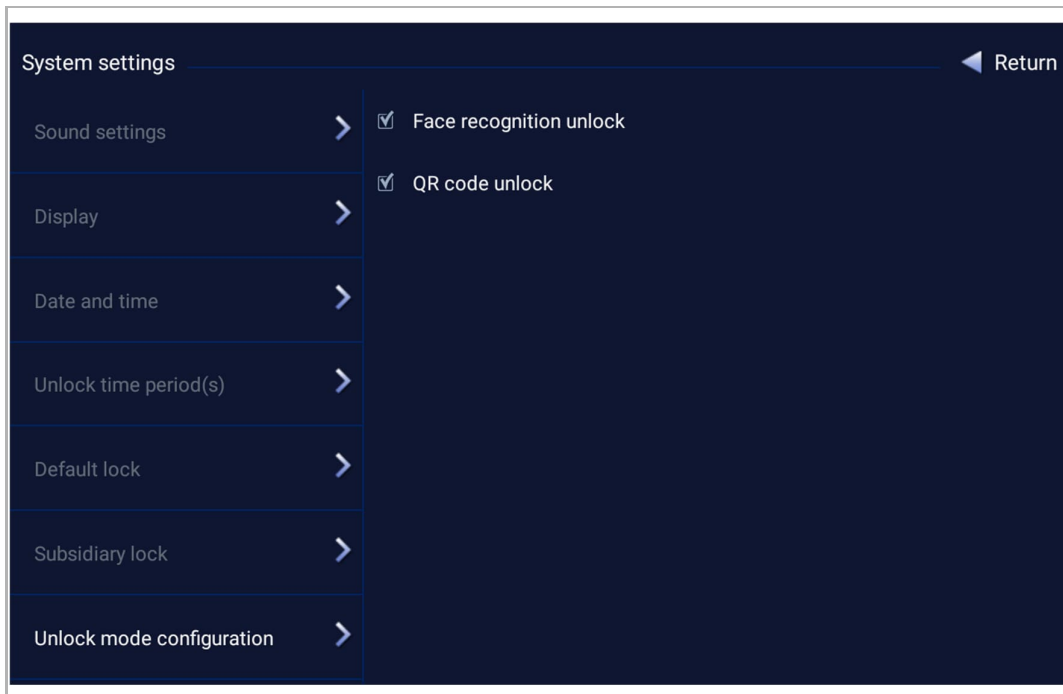 System settings
Return
Sound settings
Display
Date and time
Unlock time period(s)
Default lock
Subsidiary lock
Unlock mode configuration
Face recognition unlock
QR code unlock